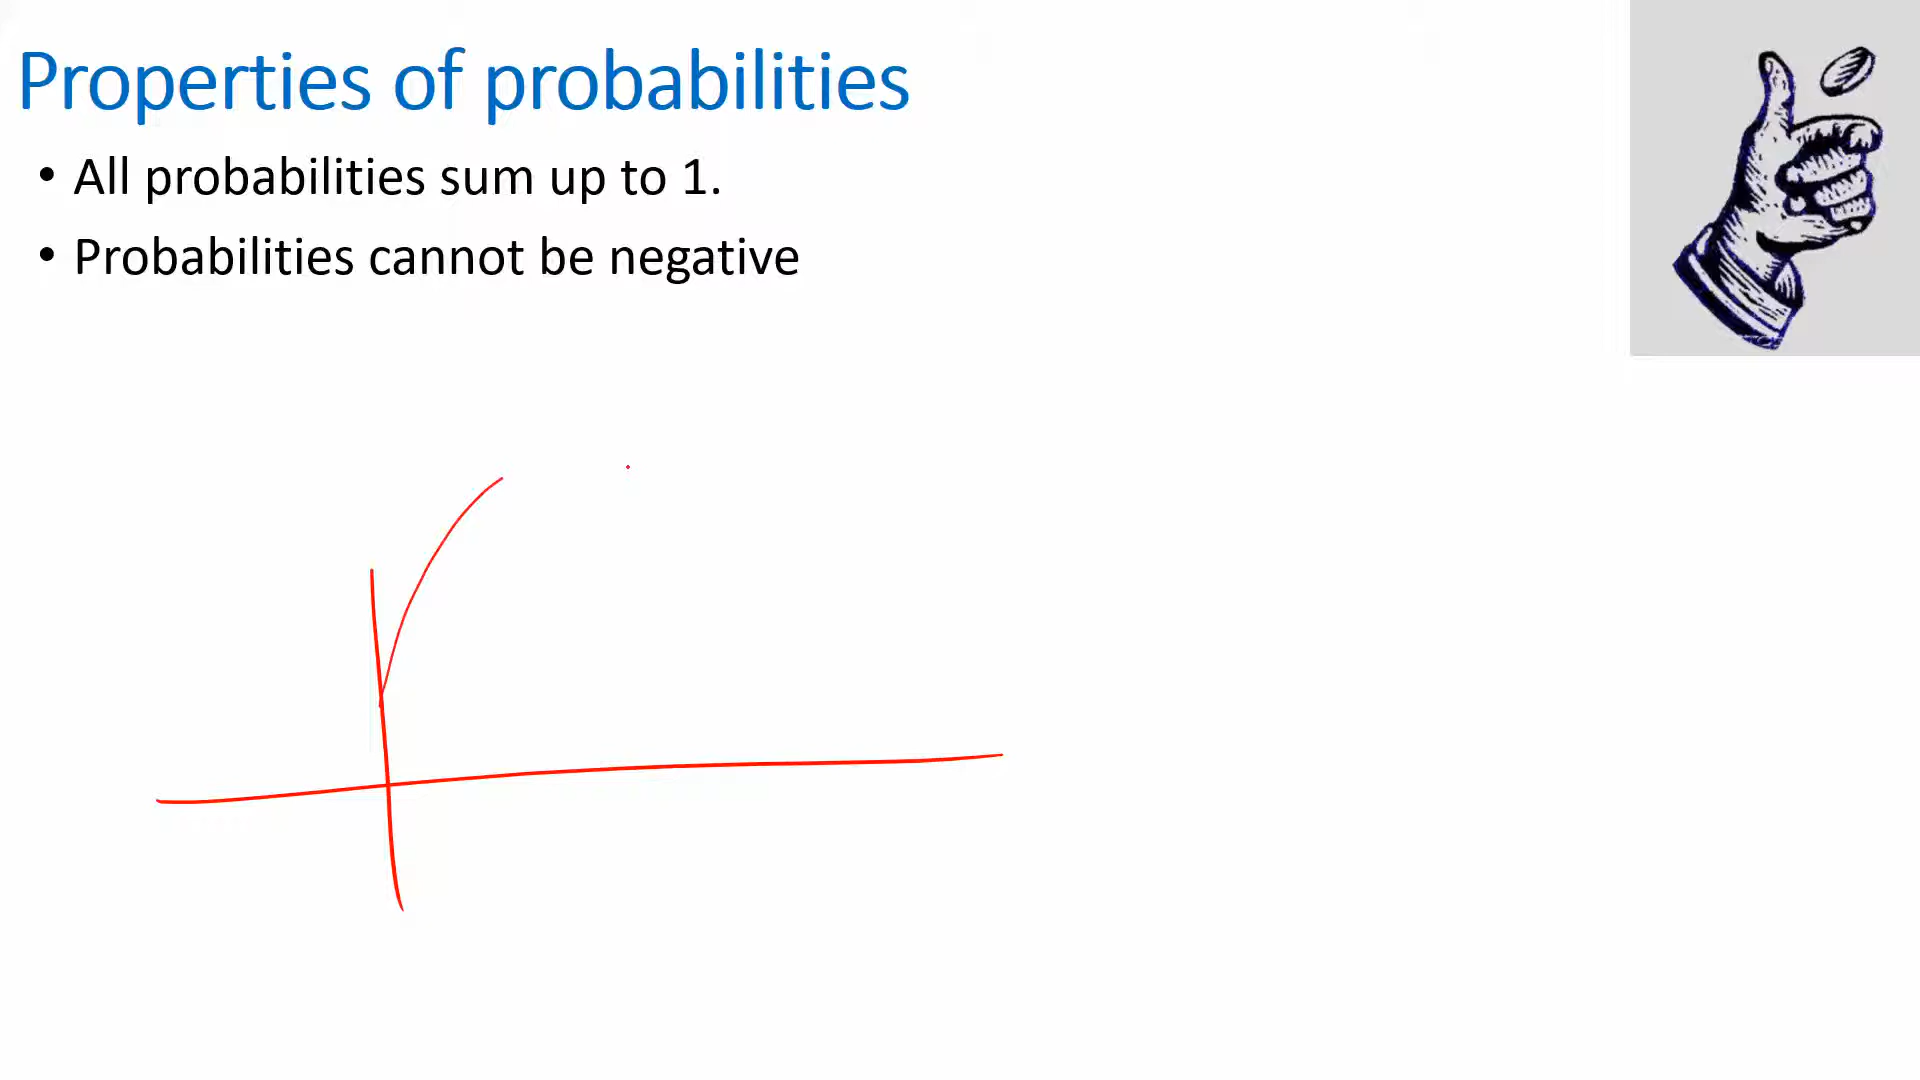 Properties of probabilities
• All probabilities sum up to 1.
• Probabilities cannot be negative